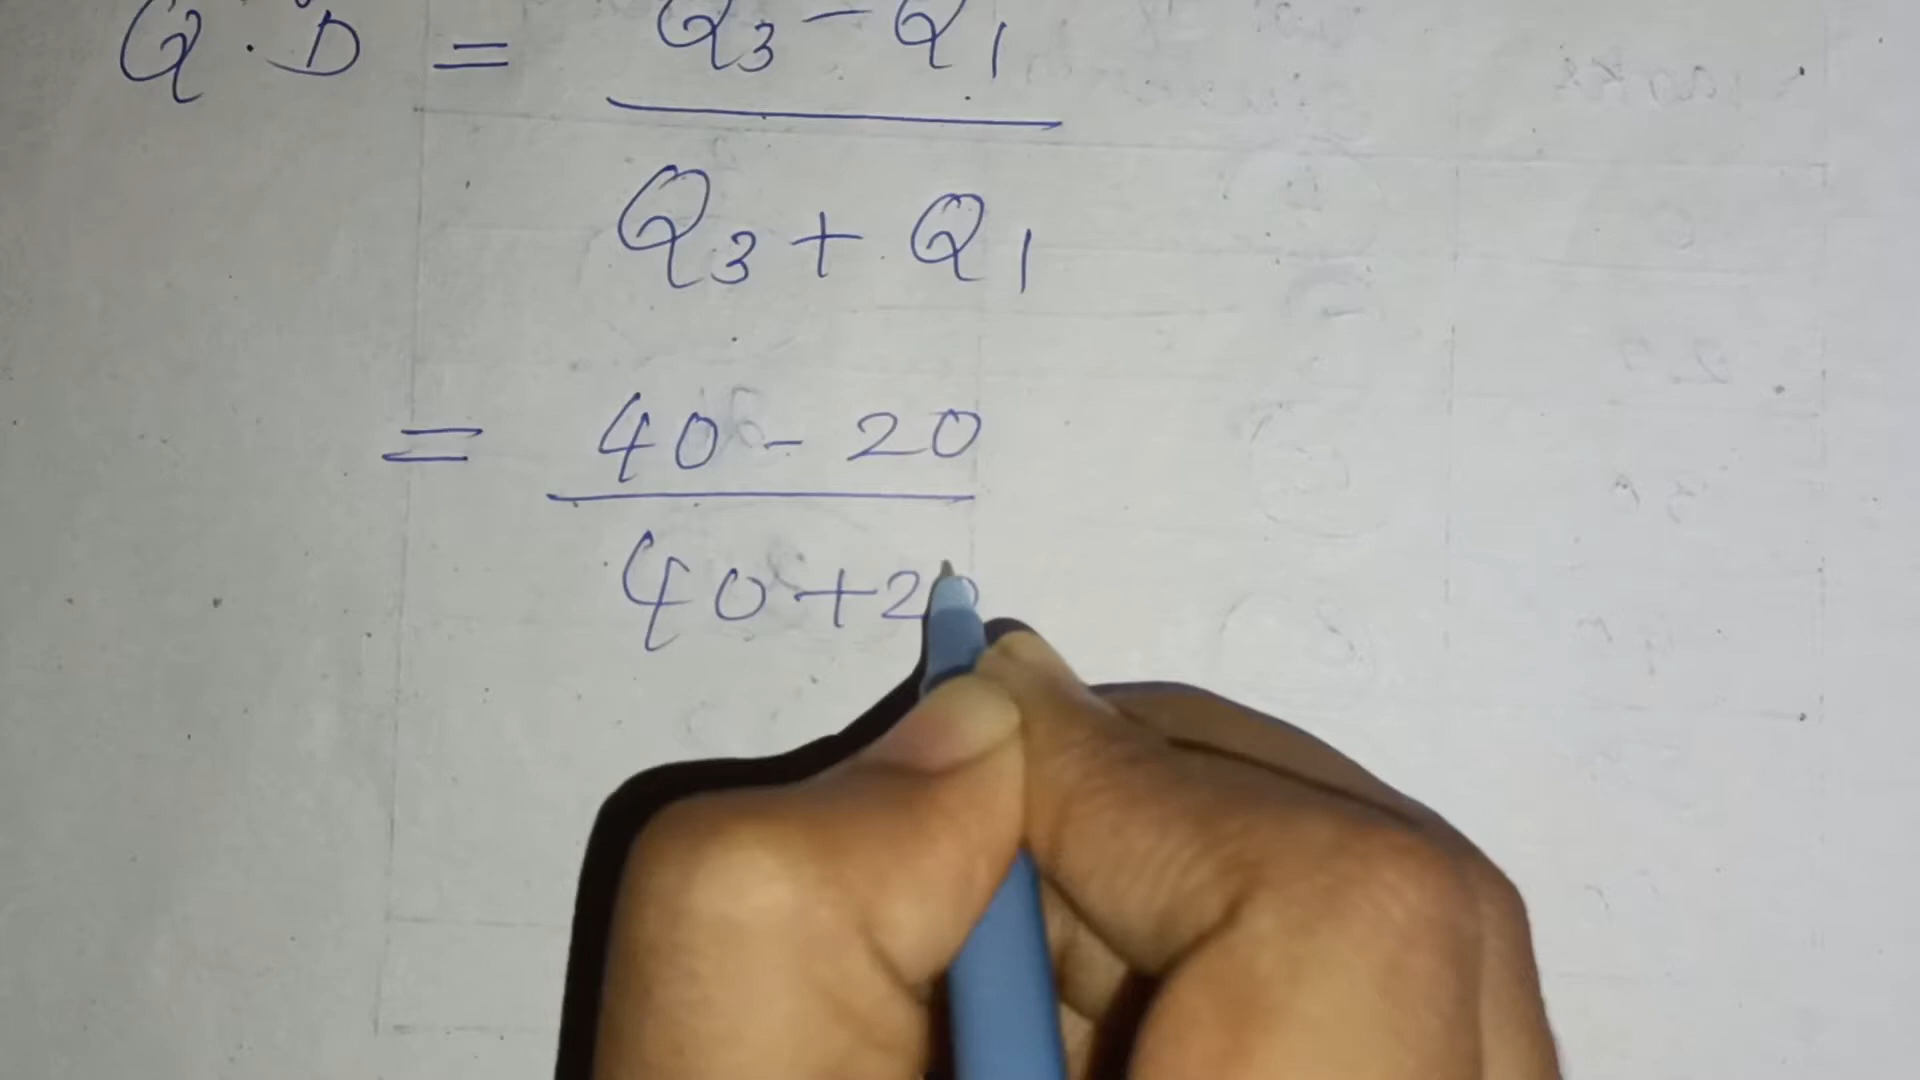 Q.D = Q3 - Q1
Q3 + Q1
= 40 - 20
40 + 20